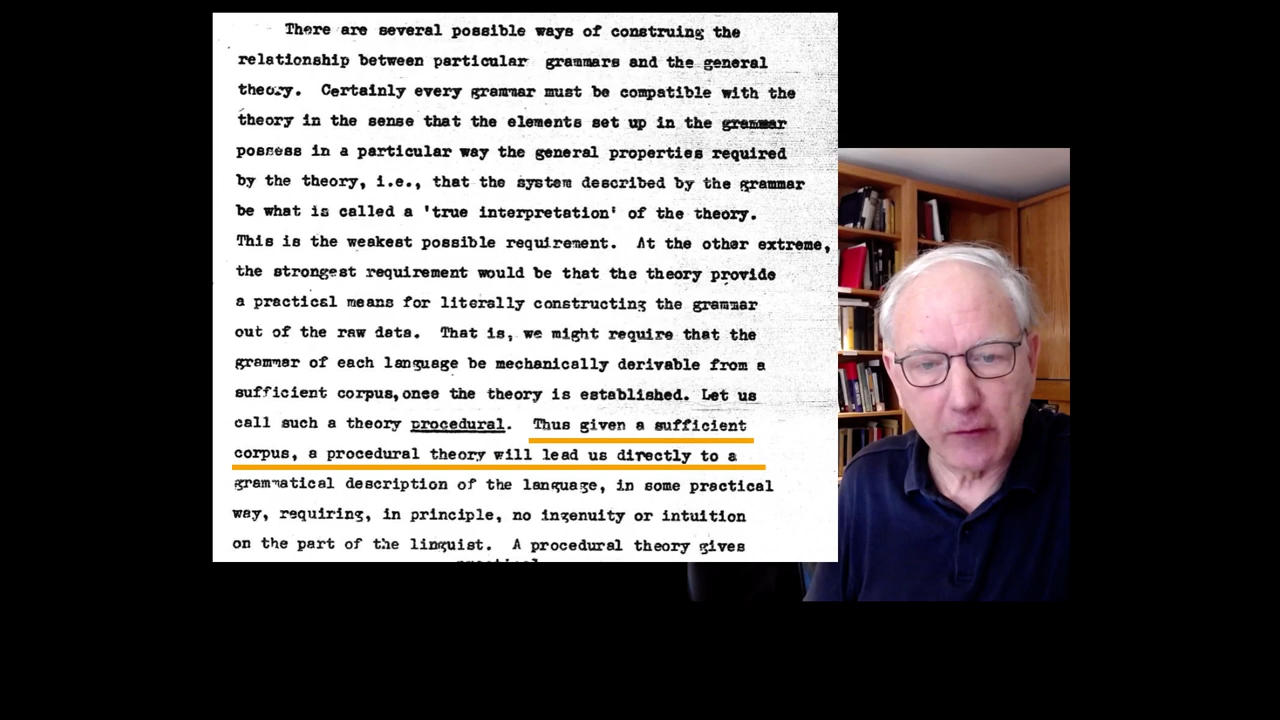 There are several possible ways of construing the
relationship between particular grammars and the general
theory. Certainly every grammar must be compatible with the
theory in the sense that the elements set up in the grammar
possess in a particular way the general properties required
by the theory, i.e., that the system described by the grammar
be what is called a 'true interpretation' of the theory.
This is the weakest possible requirement. At the other extreme,
the strongest requirement would be that the theory provide
a practical means for literally constructing the grammar
out of the raw data. That is, we might require that the
grammar of each language be mechanically derivable from a
sufficient corpus, once the theory is established. Let us
call such a theory procedural. Thus given a sufficient
corpus, a procedural theory will lead us directly to a
grammatical description of the language, in some practical
way, requiring, in principle, no ingenuity or intuition
on the part of the linguist. A procedural theory gives